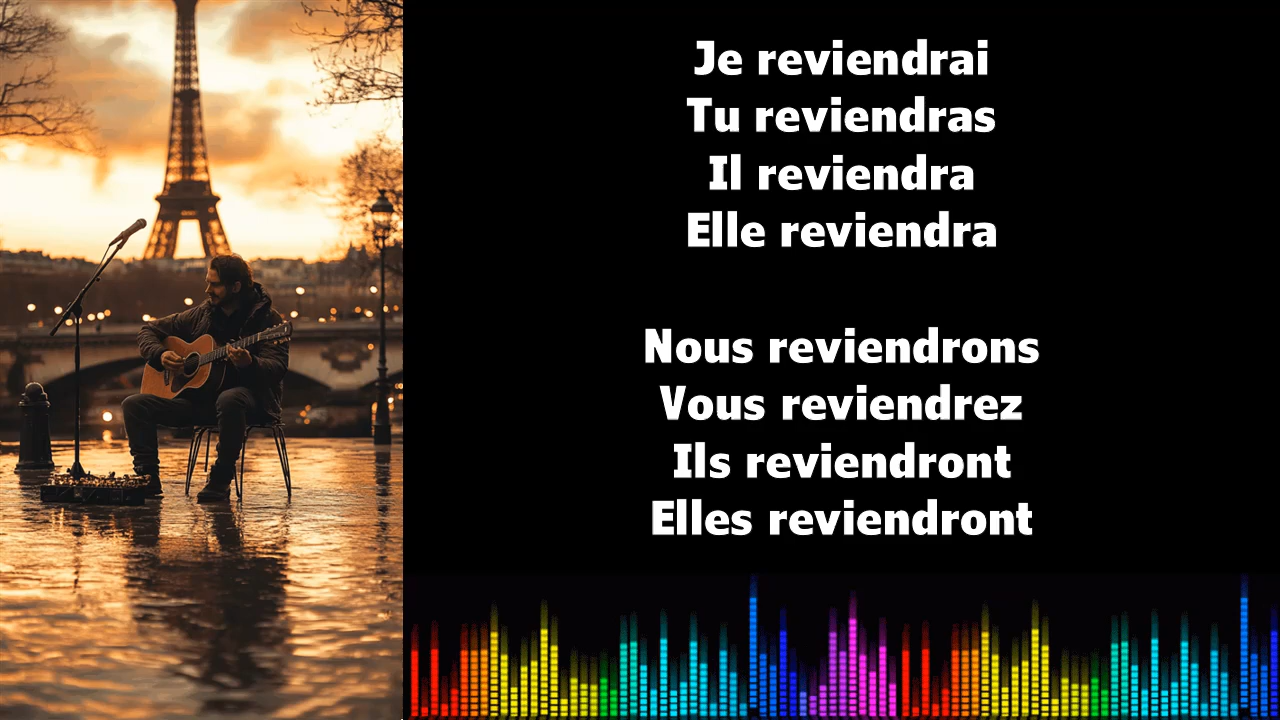 Je reviendrai
Tu reviendras
Il reviendra
Elle reviendra
Nous reviendrons
Vous reviendrez
Ils reviendront
Elles reviendront